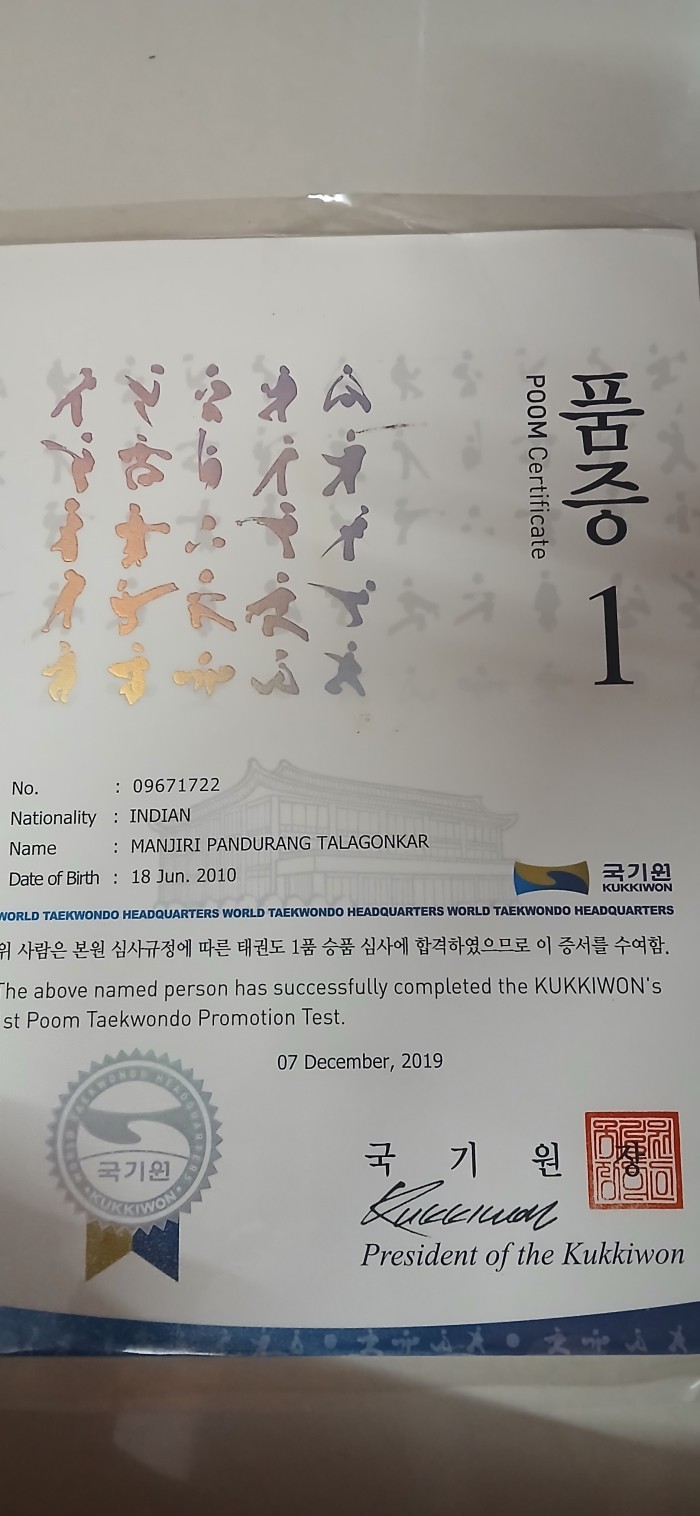 품증
POOM Certificate
1
No. : 09671722
Nationality : INDIAN
Name : MANJIRI PANDURANG TALAGONKAR
Date of Birth : 18 Jun. 2010
국기원
KUKKIWON
WORLD TAEKWONDO HEADQUARTERS WORLD TAEKWONDO HEADQUARTERS WORLD TAEKWONDO HEADQUARTERS
위 사람은 본원 심사규정에 따른 태권도 1품 승품 심사에 합격하였으므로 이 증서를 수여함.
The above named person has successfully completed the KUKKIWON's
st Poom Taekwondo Promotion Test.
07 December, 2019
WORLD TAEKWONDO HEADQUARTERS
국기원
KUKKIWON
국 기 원 장
Kukkiwon
President of the Kukkiwon